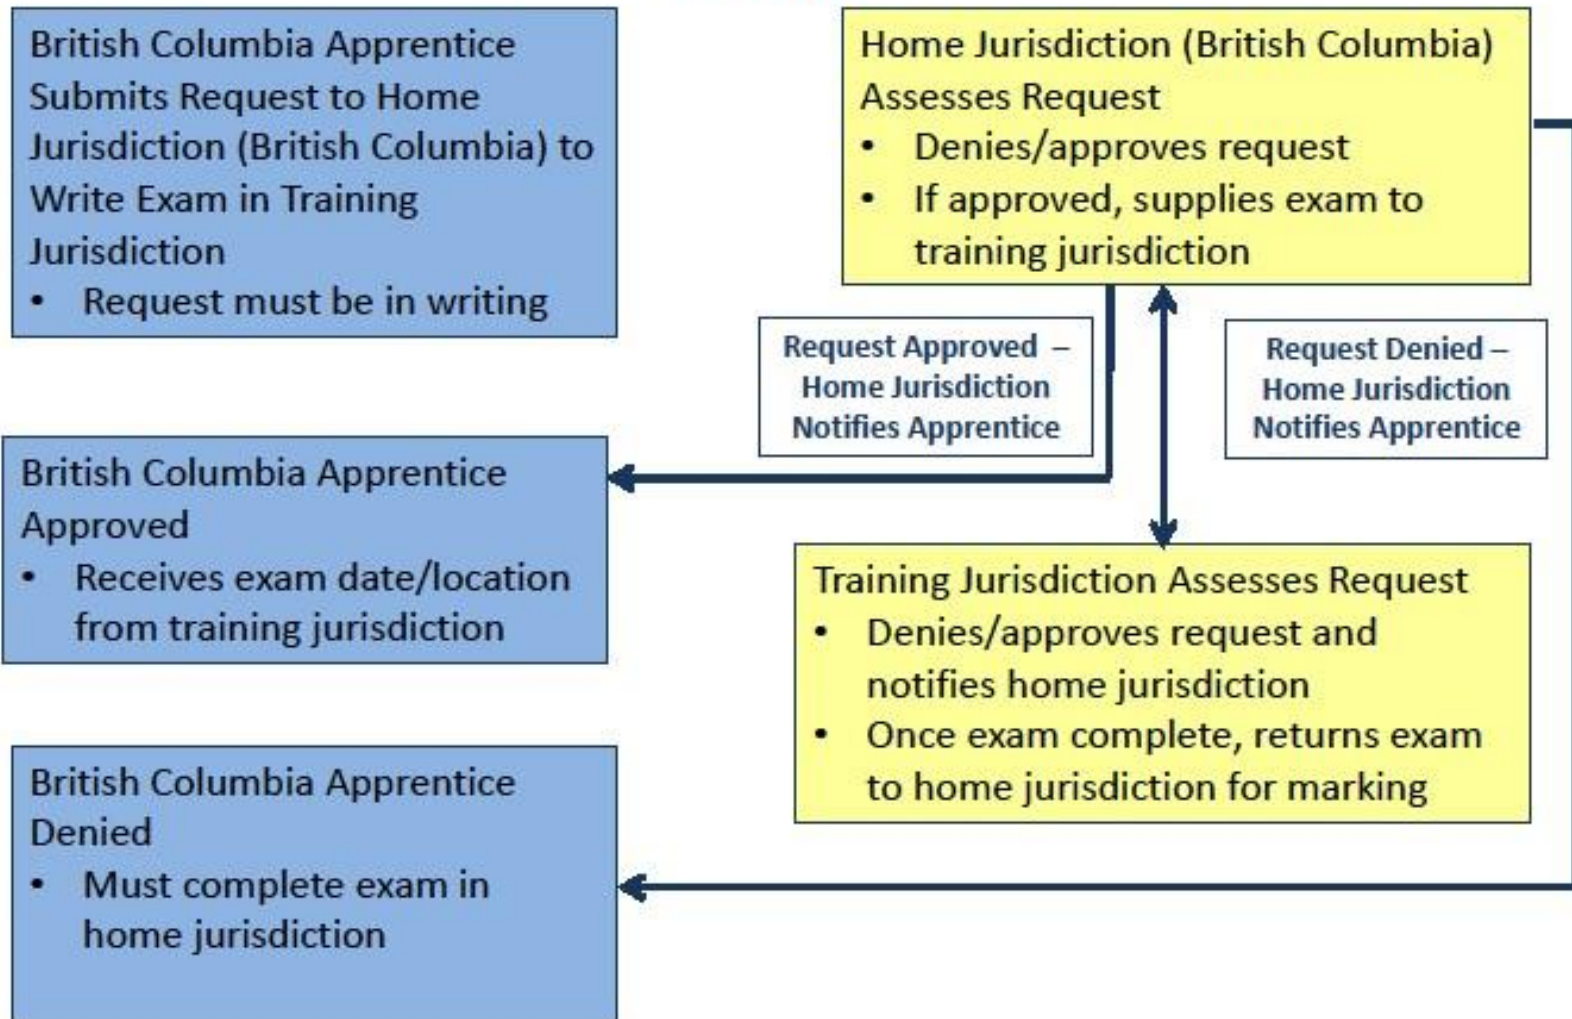 British Columbia Apprentice
Submits Request to Home
Jurisdiction (British Columbia) to
Write Exam in Training
Jurisdiction
• Request must be in writing
Home Jurisdiction (British Columbia)
Assesses Request
• Denies/approves request
• If approved, supplies exam to
training jurisdiction
Request Approved –
Home Jurisdiction
Notifies Apprentice
Request Denied –
Home Jurisdiction
Notifies Apprentice
British Columbia Apprentice
Approved
• Receives exam date/location
from training jurisdiction
Training Jurisdiction Assesses Request
• Denies/approves request and
notifies home jurisdiction
• Once exam complete, returns exam
to home jurisdiction for marking
British Columbia Apprentice
Denied
• Must complete exam in
home jurisdiction